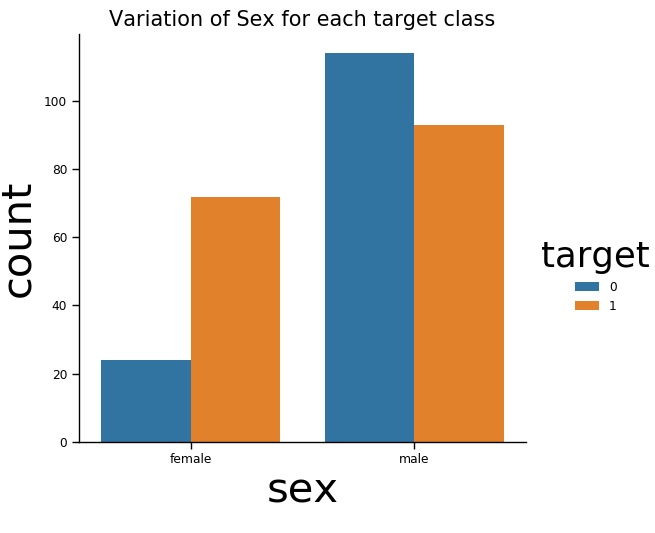 Variation of Sex for each target class
count
100
80
60
40
20
0
female
male
sex
target
0
1